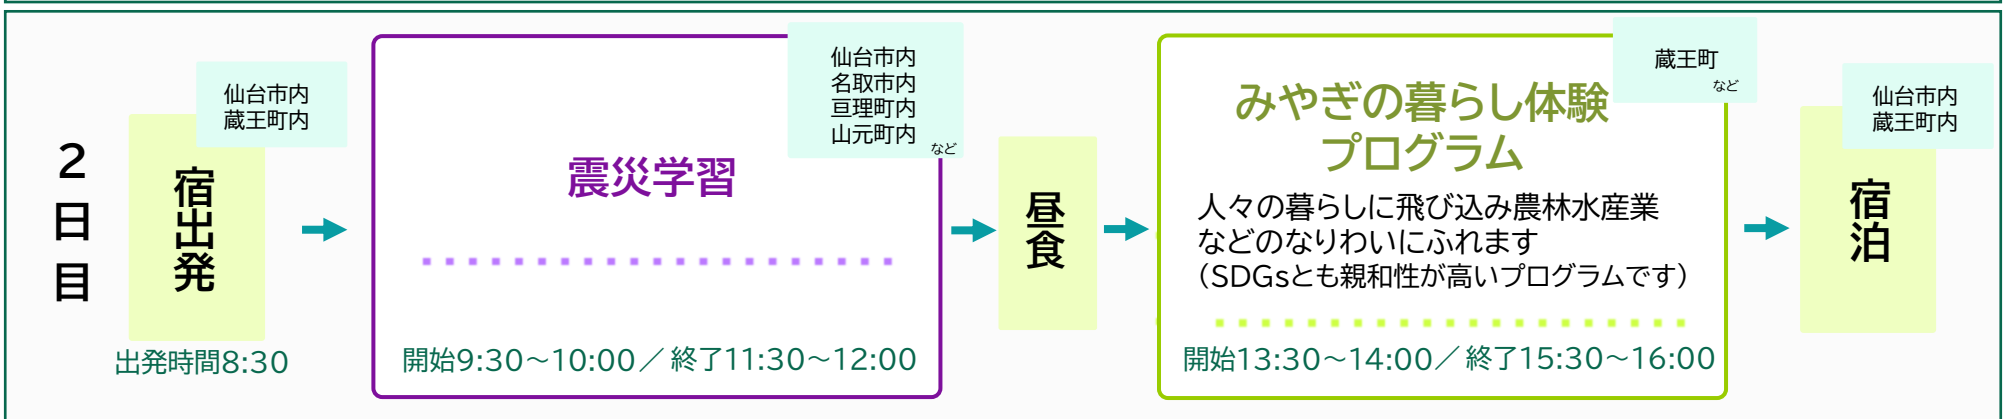 2日目
仙台市内
蔵王町内
宿出発
出発時間8:30
仙台市内
名取市内
亘理町内
山元町内
など
震災学習
開始9:30～10:00／終了11:30～12:00
昼食
蔵王町
など
みやぎの暮らし体験
プログラム
人々の暮らしに飛び込み農林水産業
などのなりわいにふれます
（SDGsとも親和性が高いプログラムです）
開始13:30～14:00／終了15:30～16:00
仙台市内
蔵王町内
宿泊